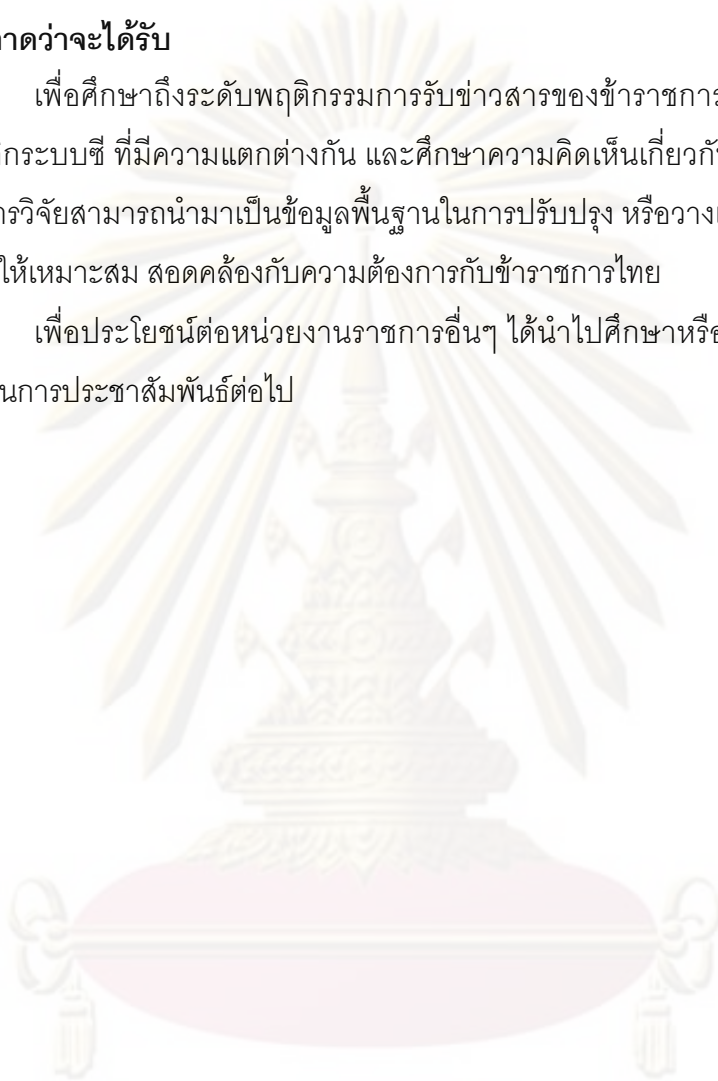 าดว่าจะได้รับ
เพื่อศึกษาถึงระดับพฤติกรรมการรับข่าวสารของข้าราชการ
ิกระบบซี ที่มีความแตกต่างกัน และศึกษาความคิดเห็นเกี่ยวกั
ารวิจัยสามารถนำมาเป็นข้อมูลพื้นฐานในการปรับปรุง หรือวาง
ให้เหมาะสม สอดคล้องกับความต้องการกับข้าราชการไทย
เพื่อประโยชน์ต่อหน่วยงานราชการอื่นๆ ได้นำไปศึกษาหรือ
นการประชาสัมพันธ์ต่อไป